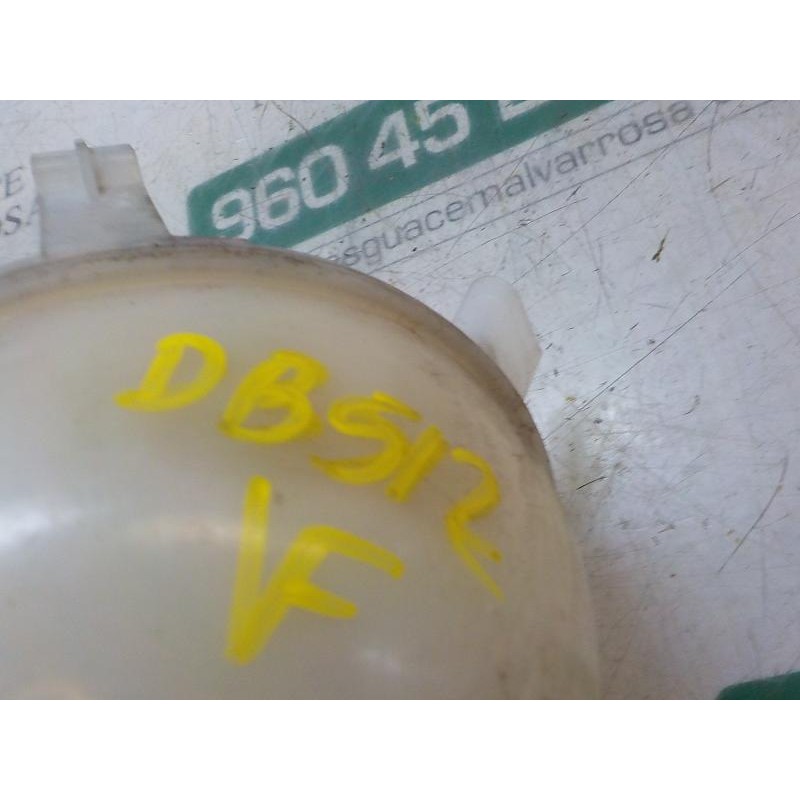 960 45
esguacemalvarrosa
DBS12
VF